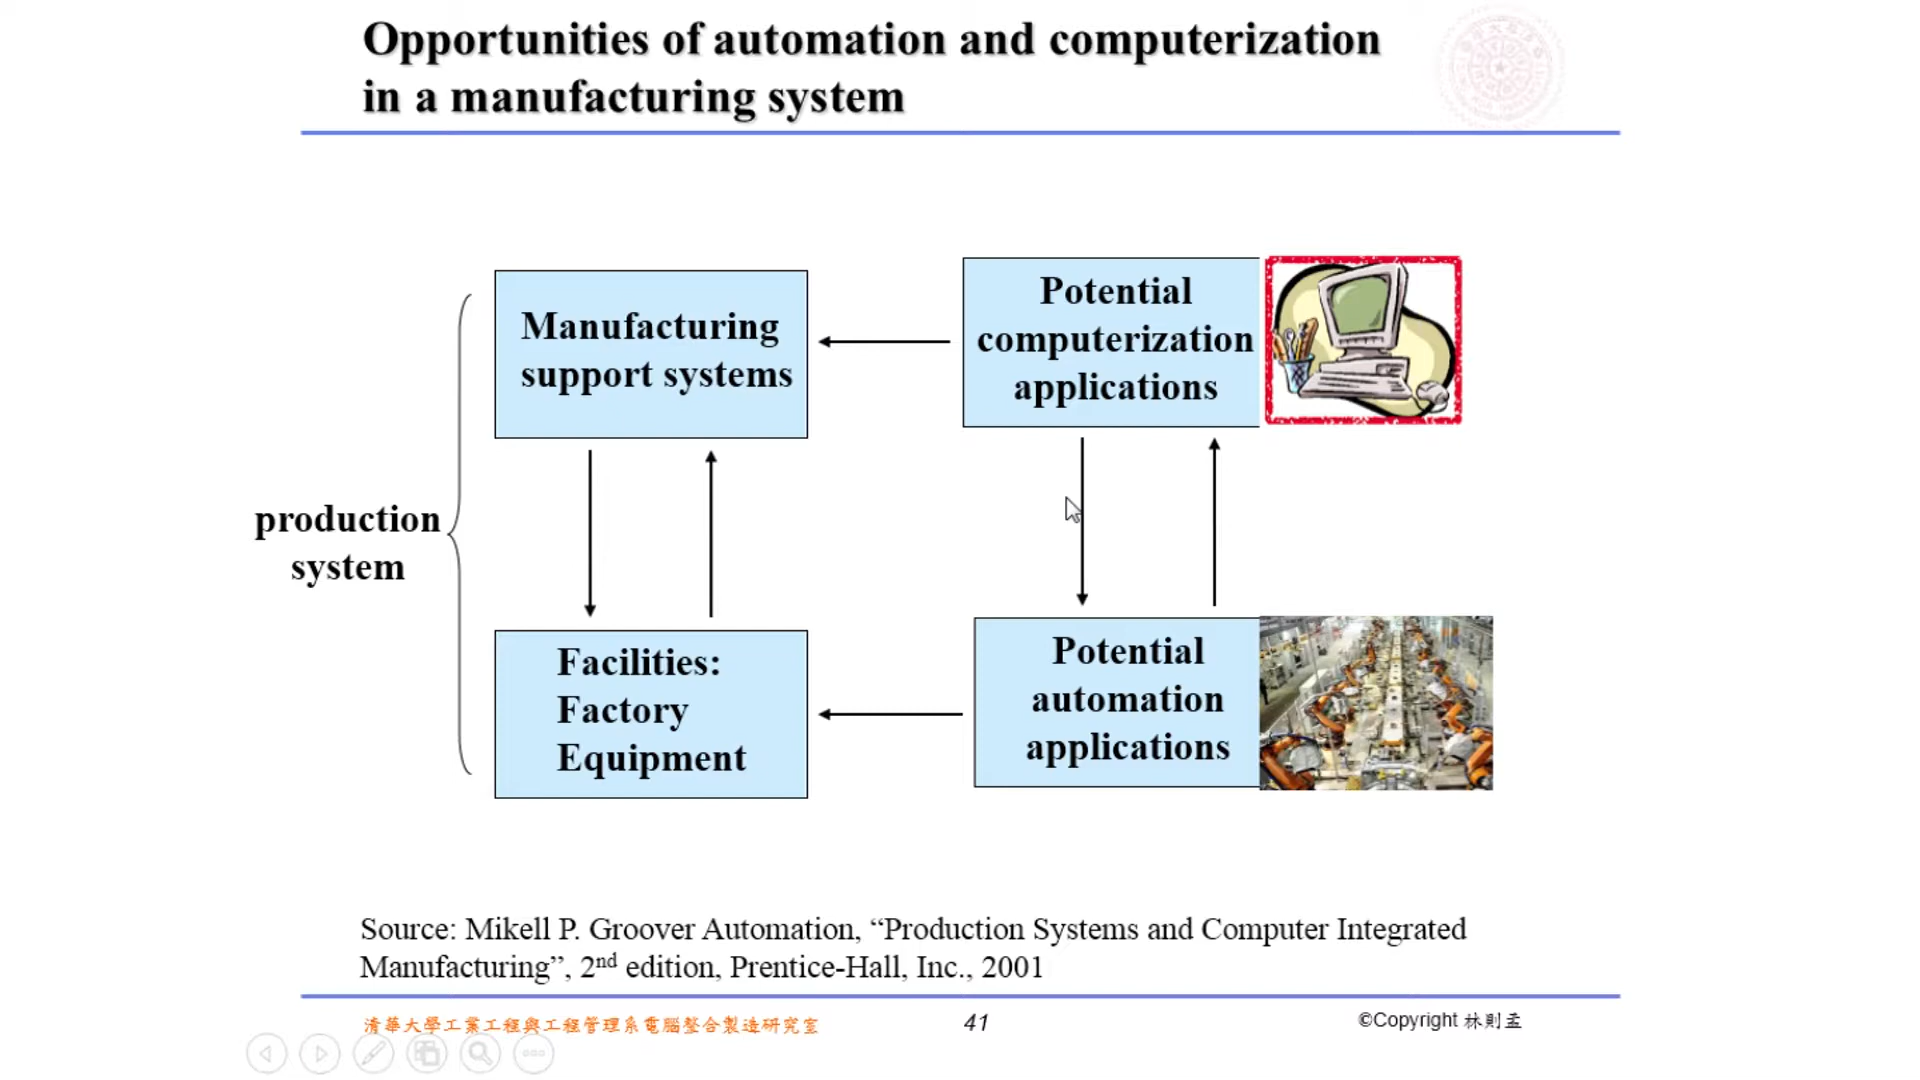 Opportunities of automation and computerization
in a manufacturing system
Manufacturing
support systems
Potential
computerization
applications
production
system
Facilities:
Factory
Equipment
Potential
automation
applications
Source: Mikell P. Groover Automation, “Production Systems and Computer Integrated
Manufacturing”, 2nd edition, Prentice-Hall, Inc., 2001
清華大學工業工程與工程管理系電腦整合製造研究室
41
©Copyright 林則孟